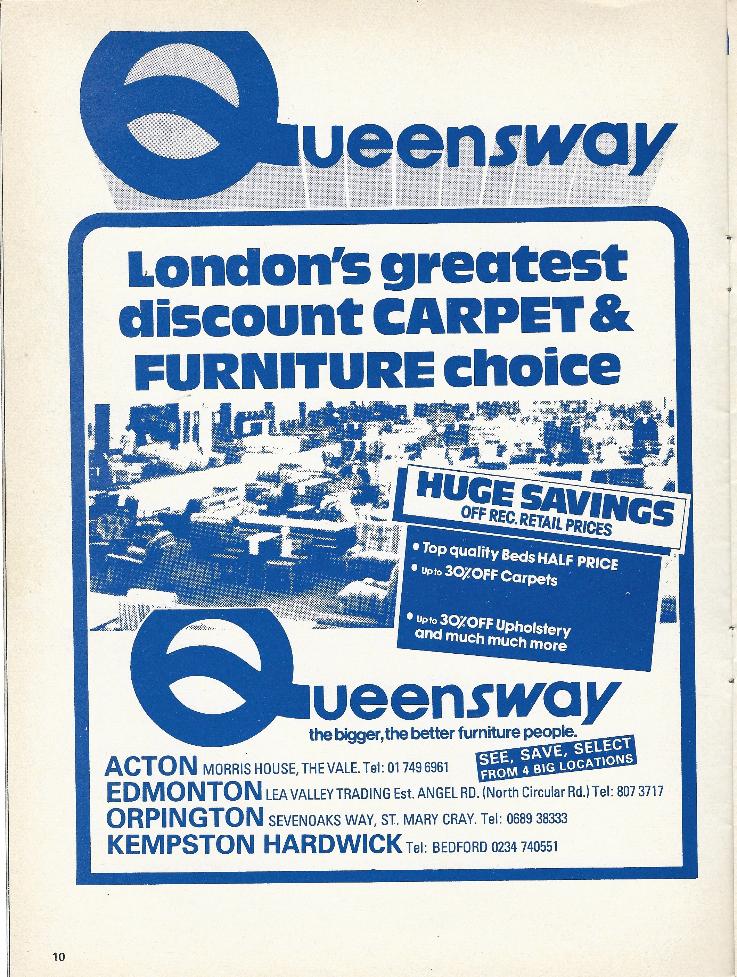 Queensway
London's greatest
discount CARPET &
FURNITURE choice
HUGE SAVINGS
OFF REC. RETAIL PRICES
• Top quality Beds HALF PRICE
• Up to 30% OFF Carpets
• Up to 30% OFF Upholstery
and much much more
Queensway
the bigger, the better furniture people.
SEE, SAVE, SELECT
FROM 4 BIG LOCATIONS
ACTON MORRIS HOUSE, THE VALE. Tel: 01 749 6961
EDMONTON LEA VALLEY TRADING Est. ANGEL RD. (North Circular Rd.) Tel: 807 3717
ORPINGTON SEVENOAKS WAY, ST. MARY CRAY. Tel: 0689 38333
KEMPSTON HARDWICK Tel: BEDFORD 0234 740551
10